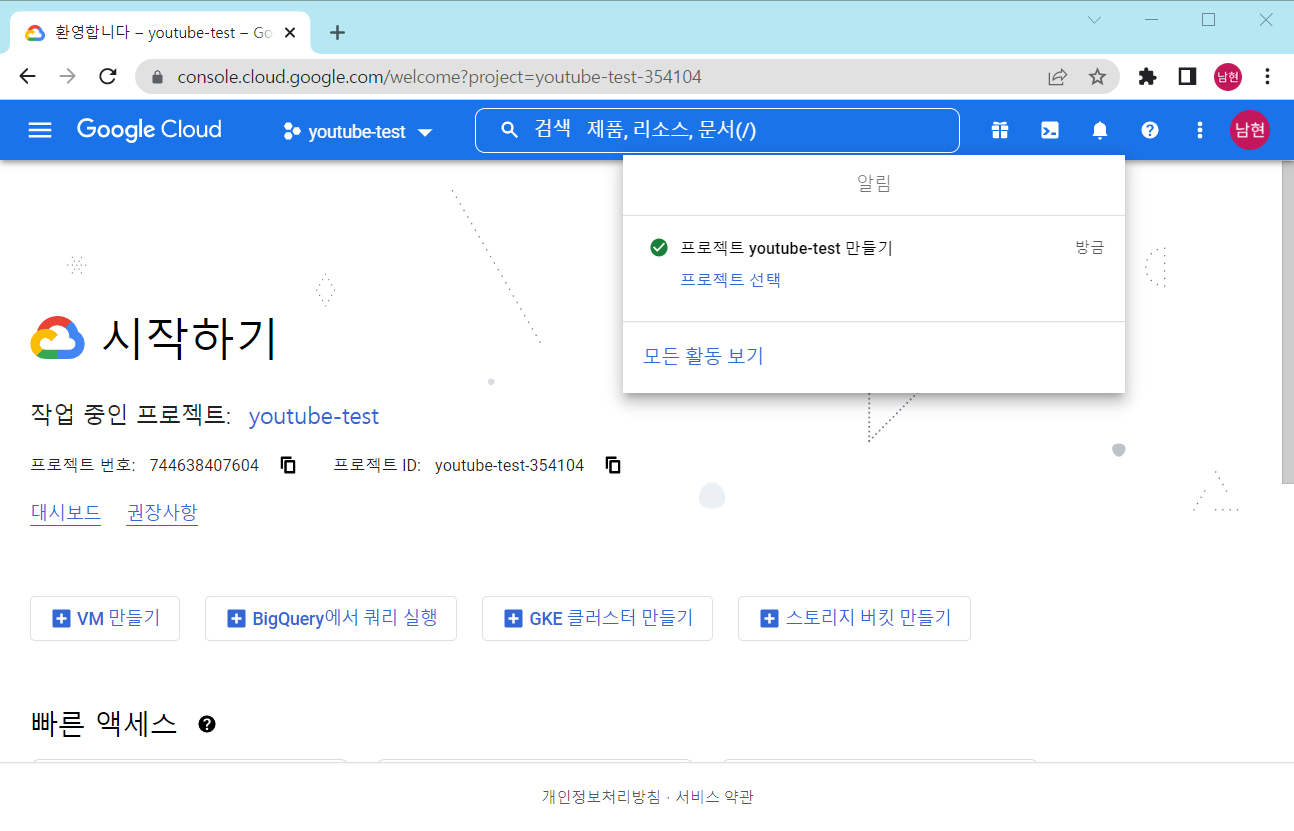 환영합니다 – youtube-test – Go
console.cloud.google.com/welcome?project=youtube-test-354104
남현
Google Cloud
youtube-test
검색 제품, 리소스, 문서(/)
남현
알림
프로젝트 youtube-test 만들기
방금
프로젝트 선택
모든 활동 보기
시작하기
작업 중인 프로젝트: youtube-test
프로젝트 번호: 744638407604 프로젝트 ID: youtube-test-354104
대시보드 권장사항
VM 만들기 BigQuery에서 쿼리 실행 GKE 클러스터 만들기 스토리지 버킷 만들기
빠른 액세스
개인정보처리방침 · 서비스 약관